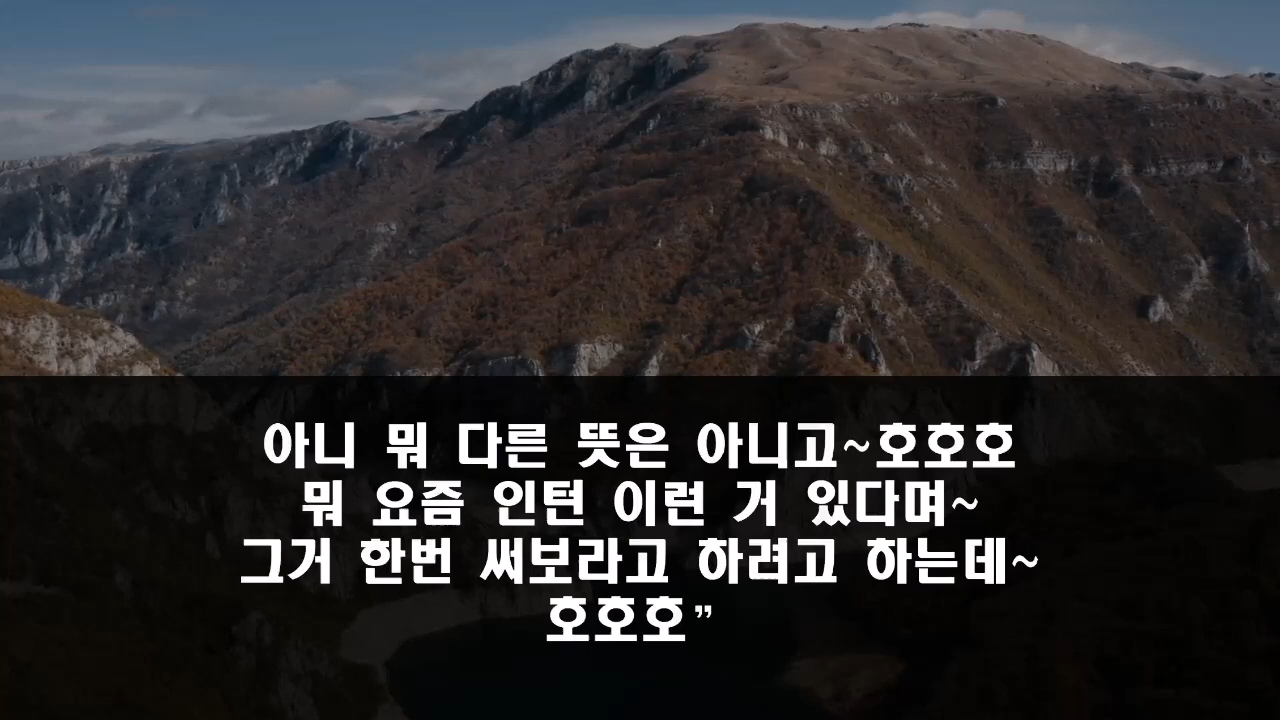 아니 뭐 다른 뜻은 아니고~호호호
뭐 요즘 인턴 이런 거 있다며~
그거 한번 써보라고 하려고 하는데~
호호호”